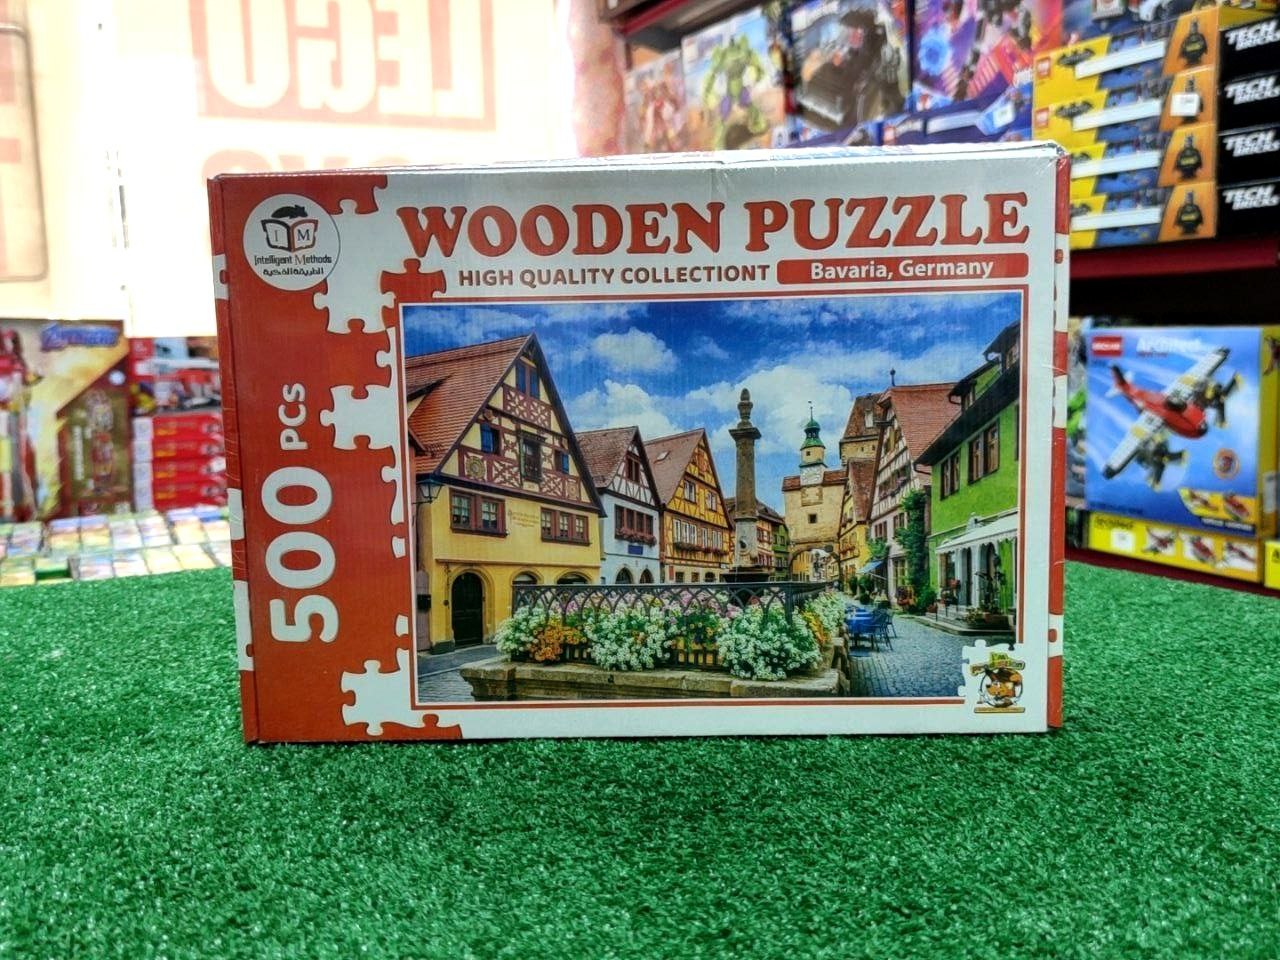 WOODEN PUZZLE
HIGH QUALITY COLLECTIONT
Bavaria, Germany
I M
Intelligent Methods
الطريقة الذكية
500 PCS
LEGO
TECH
BRICKS
TECH
BRICKS
TECH
BRICKS
TECH
Architect